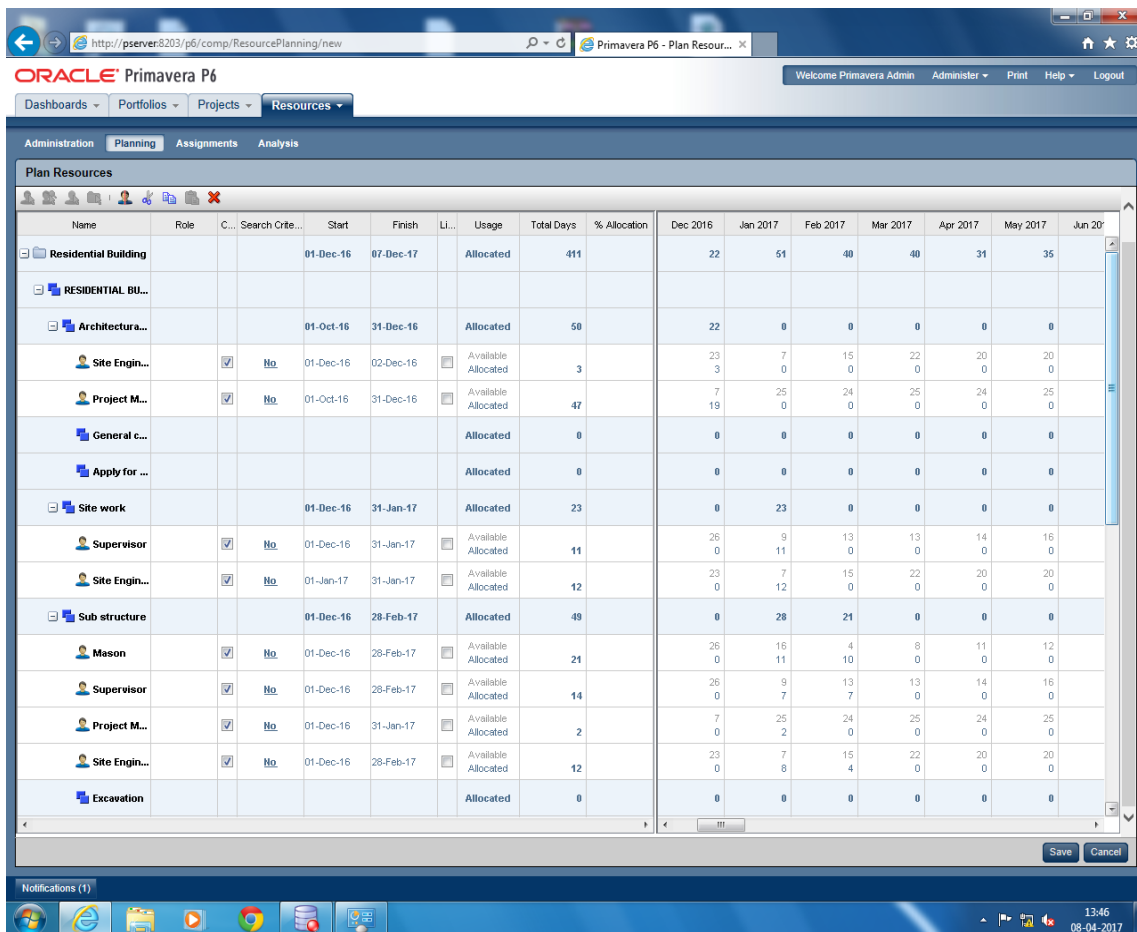 http://pserver:8203/p6/comp/ResourcePlanning/new Primavera P6 - Plan Resour...
ORACLE Primavera P6 Welcome Primavera Admin Administer Print Help Logout
Dashboards Portfolios Projects Resources
Administration Planning Assignments Analysis
Plan Resources
Name Role C... Search Crite... Start Finish Li... Usage Total Days % Allocation Dec 2016 Jan 2017 Feb 2017 Mar 2017 Apr 2017 May 2017 Jun 201
Residential Building 01-Dec-16 07-Dec-17 Allocated 411 22 51 40 40 31 35
RESIDENTIAL BU...
Architectura... 01-Oct-16 31-Dec-16 Allocated 50 22 0 0 0 0 0
Available 23 7 15 22 20 20
Site Engin... No 01-Dec-16 02-Dec-16 Allocated 3 3 0 0 0 0 0
Available 7 25 24 25 24 25
Project M... No 01-Oct-16 31-Dec-16 Allocated 47 19 0 0 0 0 0
General c... Allocated 0 0 0 0 0 0 0
Apply for ... Allocated 0 0 0 0 0 0 0
Site work 01-Dec-16 31-Jan-17 Allocated 23 0 23 0 0 0 0
Available 26 9 13 13 14 16
Supervisor No 01-Dec-16 31-Jan-17 Allocated 11 0 11 0 0 0 0
Available 23 7 15 22 20 20
Site Engin... No 01-Jan-17 31-Jan-17 Allocated 12 0 12 0 0 0 0
Sub structure 01-Dec-16 28-Feb-17 Allocated 49 0 28 21 0 0 0
Available 26 16 4 8 11 12
Mason No 01-Dec-16 28-Feb-17 Allocated 21 0 11 10 0 0 0
Available 26 9 13 13 14 16
Supervisor No 01-Dec-16 28-Feb-17 Allocated 14 0 7 7 0 0 0
Available 7 25 24 25 24 25
Project M... No 01-Dec-16 31-Jan-17 Allocated 2 0 2 0 0 0 0
Available 23 7 15 22 20 20
Site Engin... No 01-Dec-16 28-Feb-17 Allocated 12 0 8 4 0 0 0
Excavation Allocated 0 0 0 0 0 0 0
Save Cancel
Notifications (1)
13:46
08-04-2017